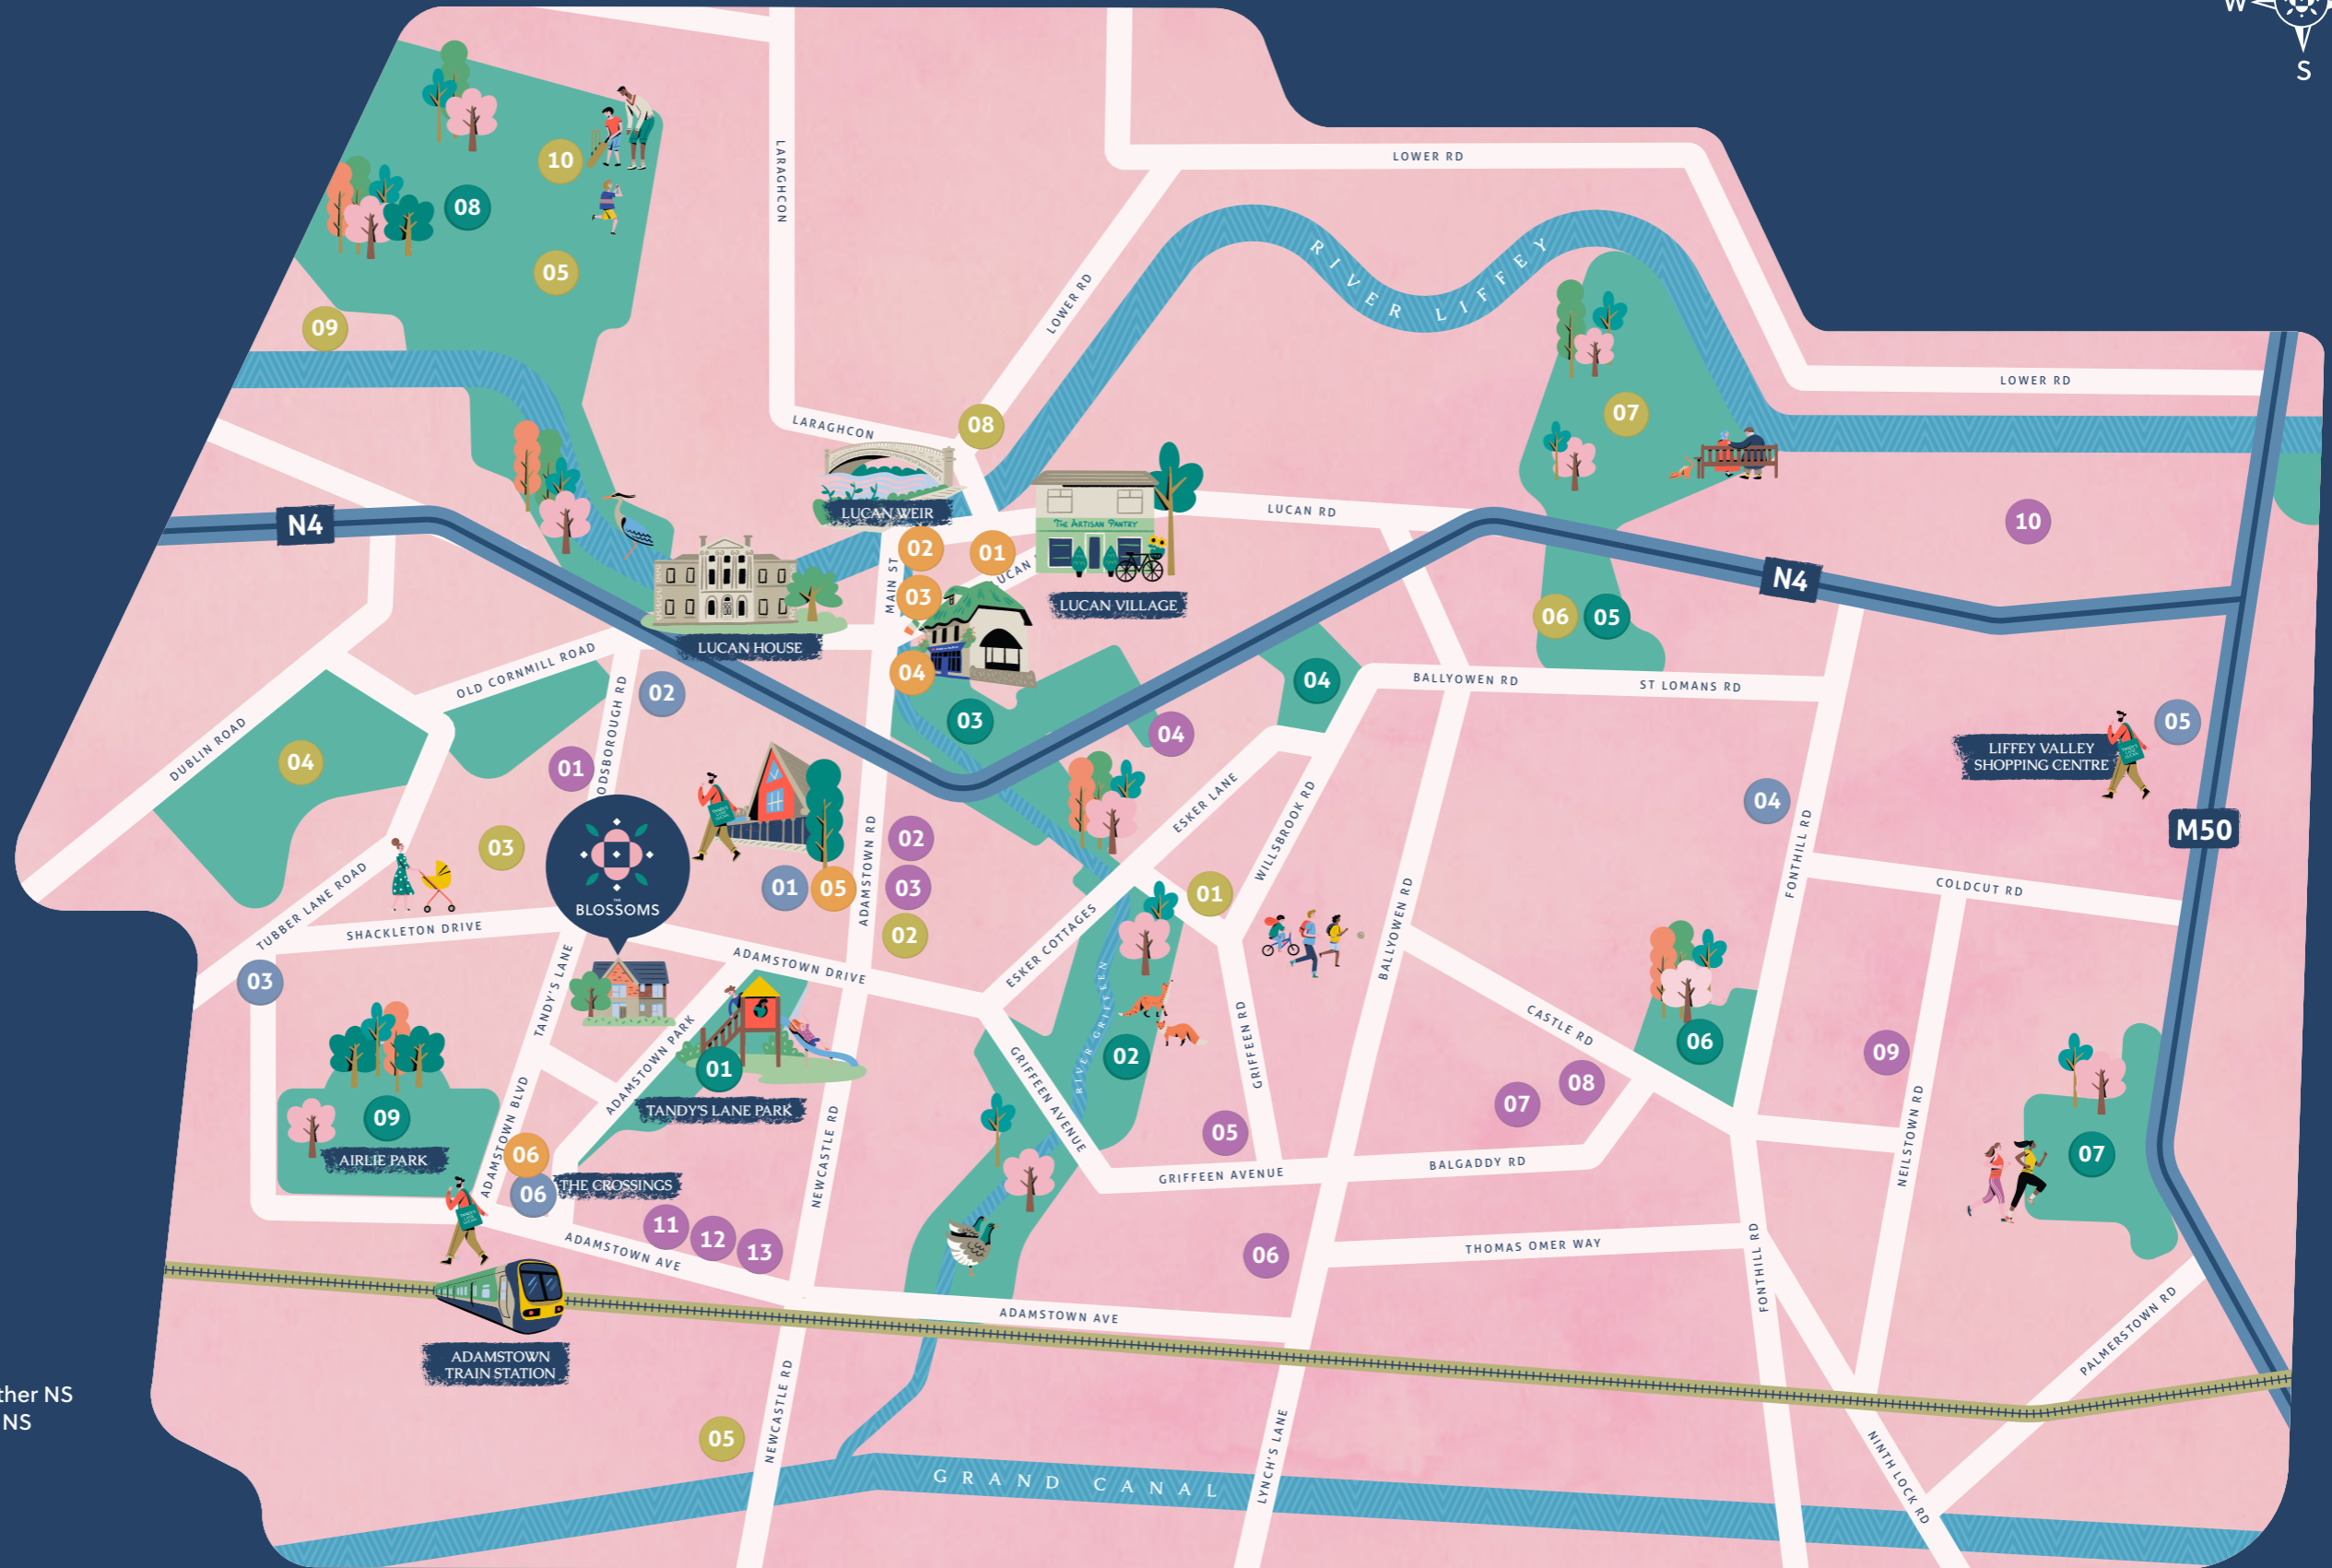 W
S
LOWER RD
LARAGHCON
10
08
RIVER LIFFEY
05
LOWER RD
09
LOWER RD
07
08
LARAGHCON
LUCAN WEIR
LUCAN RD
THE ARTISAN PANTRY
10
N4
02
01
LUCAN
MAIN ST
03
N4
LUCAN VILLAGE
06
05
LUCAN HOUSE
OLD CORNMILL ROAD
04
02
04
BALLYOWEN RD
ST LOMANS RD
03
04
05
DUBLIN ROAD
04
01
ODSBOROUGH RD
LIFFEY VALLEY
SHOPPING CENTRE
ESKER LANE
04
M50
WILLSBROOK RD
FONTHILL RD
03
02
ADAMSTOWN RD
01
05
03
01
COLDCUT RD
THE
BLOSSOMS
TUBBER LANE ROAD
SHACKLETON DRIVE
02
BALLYOWEN RD
ESKER COTTAGES
ADAMSTOWN DRIVE
03
TANDY'S LANE
RIVER GRIFFEEN
CASTLE RD
GRIFFEEN RD
ADAMSTOWN PARK
01
02
06
09
GRIFFEEN AVENUE
08
07
TANDY'S LANE PARK
09
AIRLIE PARK
ADAMSTOWN BLVD
NEWCASTLE RD
05
NEILSTOWN RD
07
06
06
THE CROSSINGS
GRIFFEEN AVENUE
BALGADDY RD
11
12
13
ADAMSTOWN AVE
06
THOMAS OMER WAY
FONTHILL RD
ADAMSTOWN AVE
PALMERSTOWN RD
ADAMSTOWN
TRAIN STATION
ther NS
NS
NEWCASTLE RD
05
LYNCH'S LANE
GRAND CANAL
NINTH LOCK RD